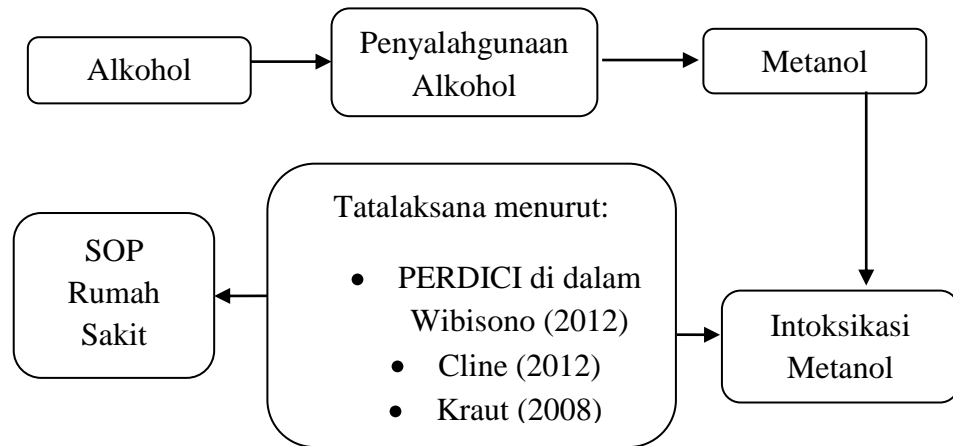 Alkohol
Penyalahgunaan
Alkohol
Metanol
Tatalaksana menurut:
• PERDICI di dalam
Wibisono (2012)
• Cline (2012)
• Kraut (2008)
SOP
Rumah
Sakit
Intoksikasi
Metanol